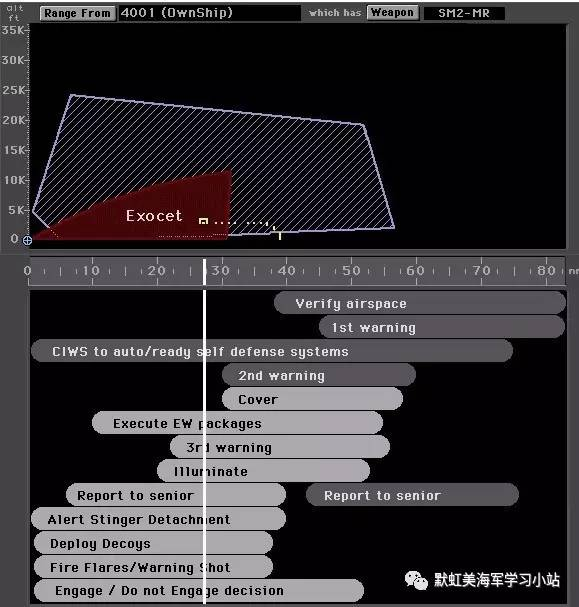 alt
ft
Range From 4001 (OwnShip) which has Weapon SM2-MR
35K
30K
25K
20K
15K
10K
5K
0
Exocet
0 10 20 30 40 50 60 70 80 nm
Verify airspace
1st warning
CIWS to auto/ready self defense systems
2nd warning
Cover
Execute EW packages
3rd warning
Illuminate
Report to senior Report to senior
Alert Stinger Detachment
Deploy Decoys
Fire Flares/Warning Shot
Engage / Do not Engage decision
默虹美海军学习小站